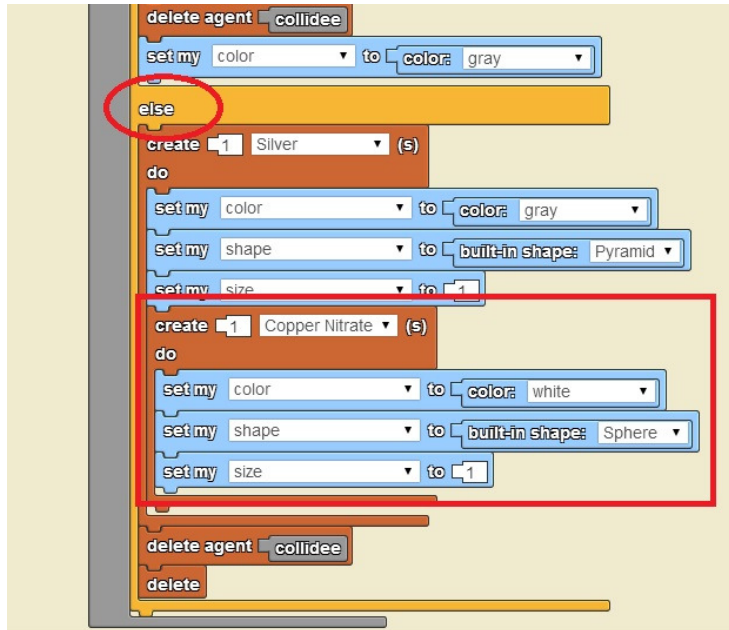 delete agent collidee
set my color to color: gray
else
create 1 Silver (s)
do
set my color to color: gray
set my shape to built-in shape: Pyramid
set my size to 1
create 1 Copper Nitrate (s)
do
set my color to color: white
set my shape to built-in shape: Sphere
set my size to 1
delete agent collidee
delete